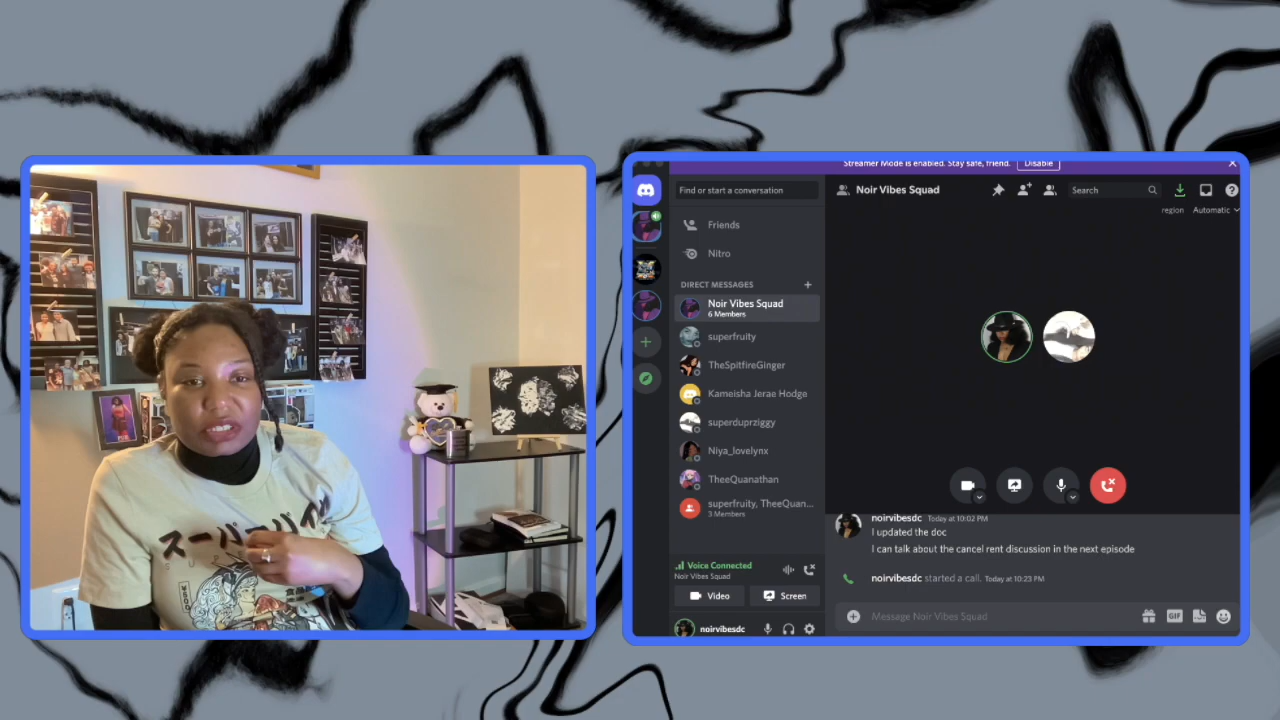 スーパースパイ
Streamer Mode is enabled. Stay safe, friend.
Disable
Find or start a conversation
Noir Vibes Squad
Search
region
Automatic
Friends
Nitro
DIRECT MESSAGES
Noir Vibes Squad
6 Members
superfruity
TheSpitfireGinger
Kameisha Jerae Hodge
superduprziggy
Niya_lovelynx
TheeQuanathan
superfruity, TheeQuan...
3 Members
Voice Connected
Noir Vibes Squad
Video
Screen
noirvibesdc
noirvibesdc Today at 10:02 PM
I updated the doc
I can talk about the cancel rent discussion in the next episode
noirvibesdc started a call. Today at 10:23 PM
Message Noir Vibes Squad
GIF